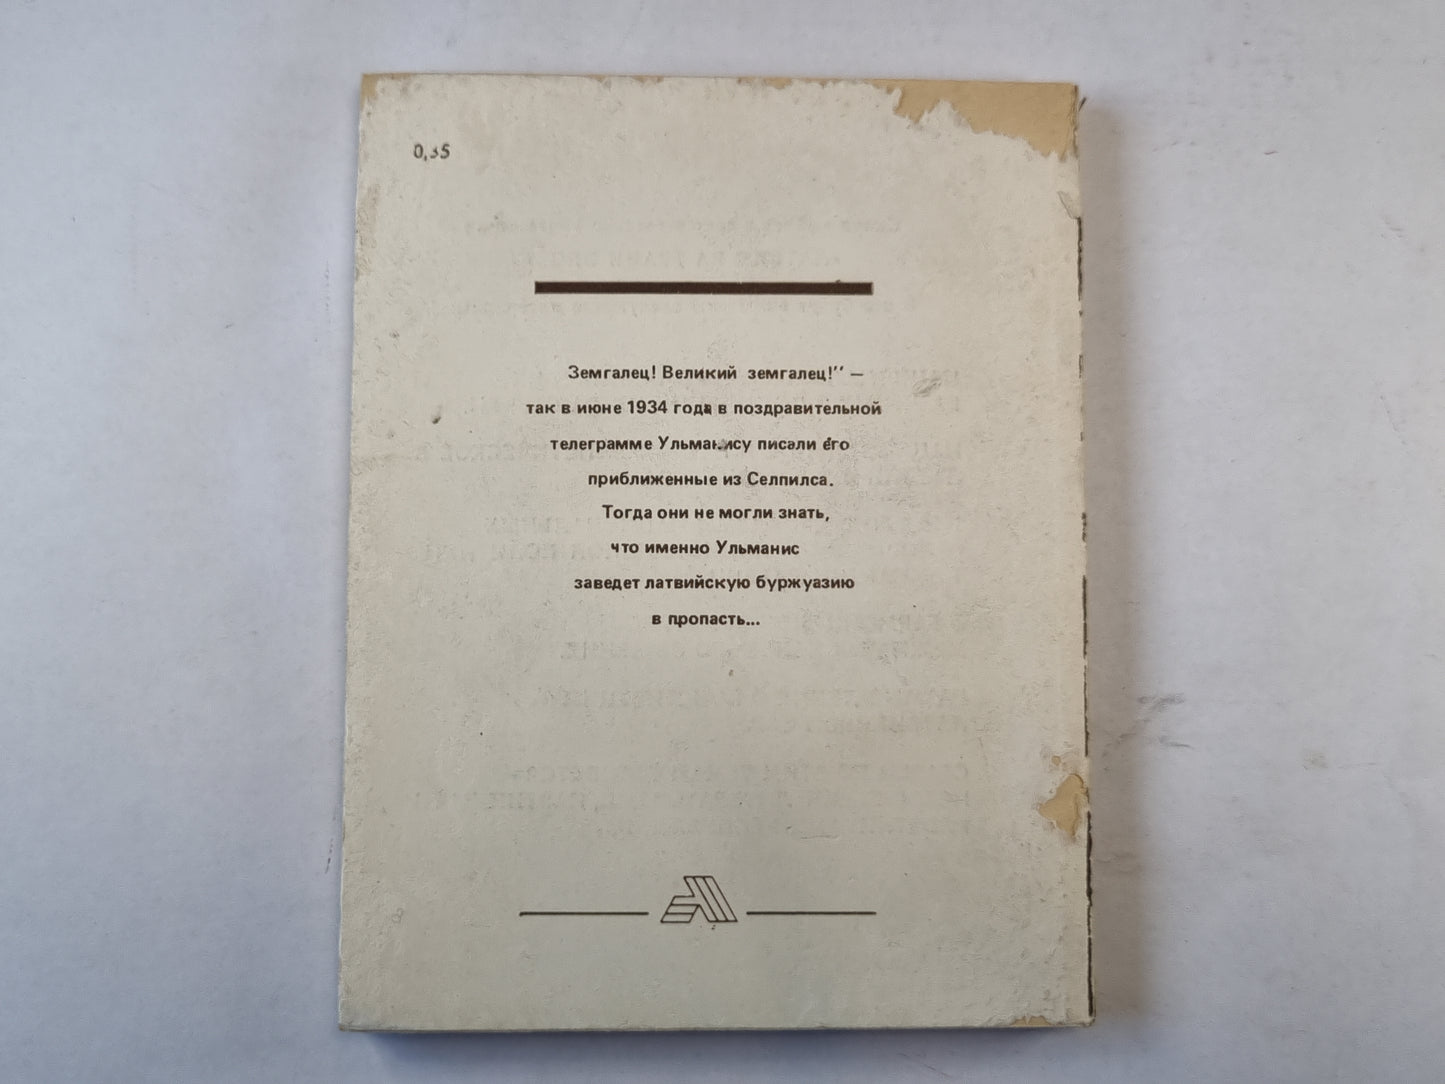 0,35
Земгалец! Великий земгалец!” —
так в июне 1934 года в поздравительной
телеграмме Ульманису писали его
приближенные из Селпилса.
Тогда они не могли знать,
что именно Ульманис
заведет латвийскую буржуазию
в пропасть...